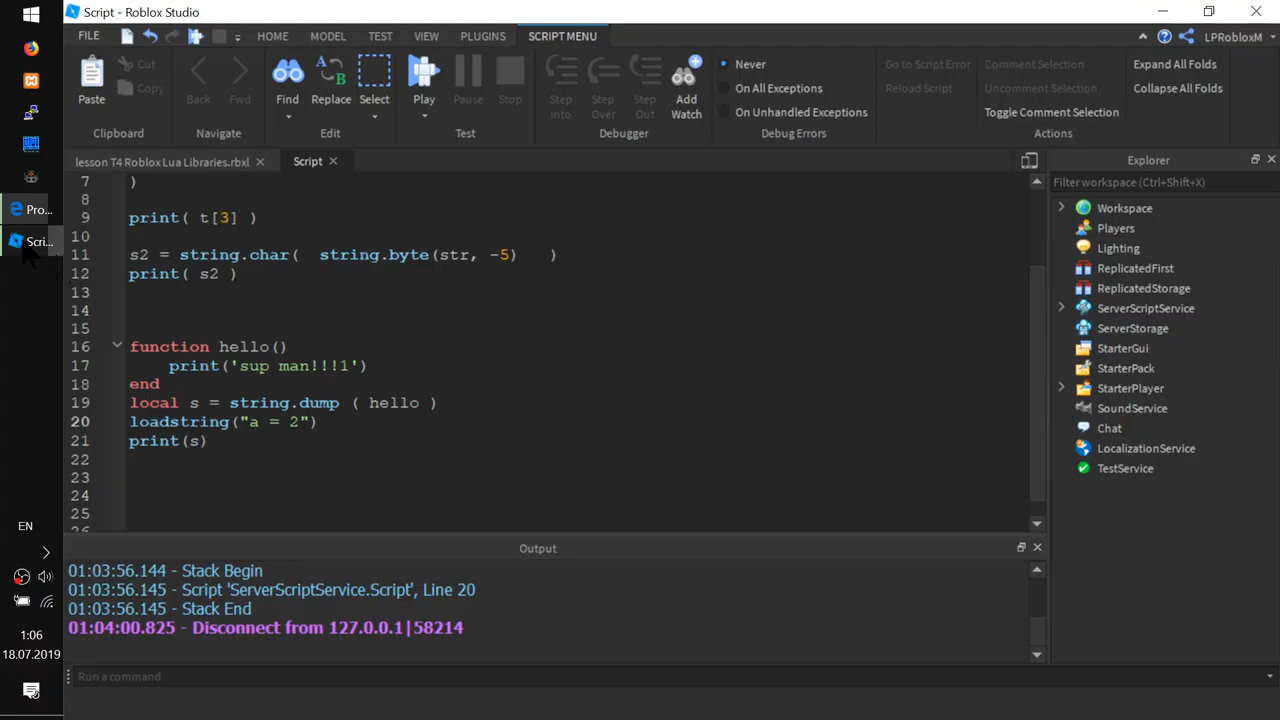 Script - Roblox Studio
FILE HOME MODEL TEST VIEW PLUGINS SCRIPT MENU LPRobloxM
Paste Cut Copy Back Fwd Find Replace Select Play Pause Stop Step Into Step Over Step Out Add Watch
Never
On All Exceptions
On Unhandled Exceptions
Go to Script Error
Reload Script
Comment Selection
Uncomment Selection
Toggle Comment Selection
Expand All Folds
Collapse All Folds
Clipboard Navigate Edit Test Debugger Debug Errors Actions
lesson T4 Roblox Lua Libraries.rbxl Script
7 )
8
9 print( t[3] )
10
11 s2 = string.char(  string.byte(str, -5)   )
12 print( s2 )
13
14
15
16 function hello()
17 print('sup man!!!1')
18 end
19 local s = string.dump ( hello )
20 loadstring("a = 2")
21 print(s)
22
23
24
25
26
Explorer
Filter workspace (Ctrl+Shift+X)
Workspace
Players
Lighting
ReplicatedFirst
ReplicatedStorage
ServerScriptService
ServerStorage
StarterGui
StarterPack
StarterPlayer
SoundService
Chat
LocalizationService
TestService
Output
01:03:56.144 - Stack Begin
01:03:56.145 - Script 'ServerScriptService.Script', Line 20
01:03:56.145 - Stack End
01:04:00.825 - Disconnect from 127.0.0.1|58214
Run a command
Pro...
Scri...
EN
1:06
18.07.2019